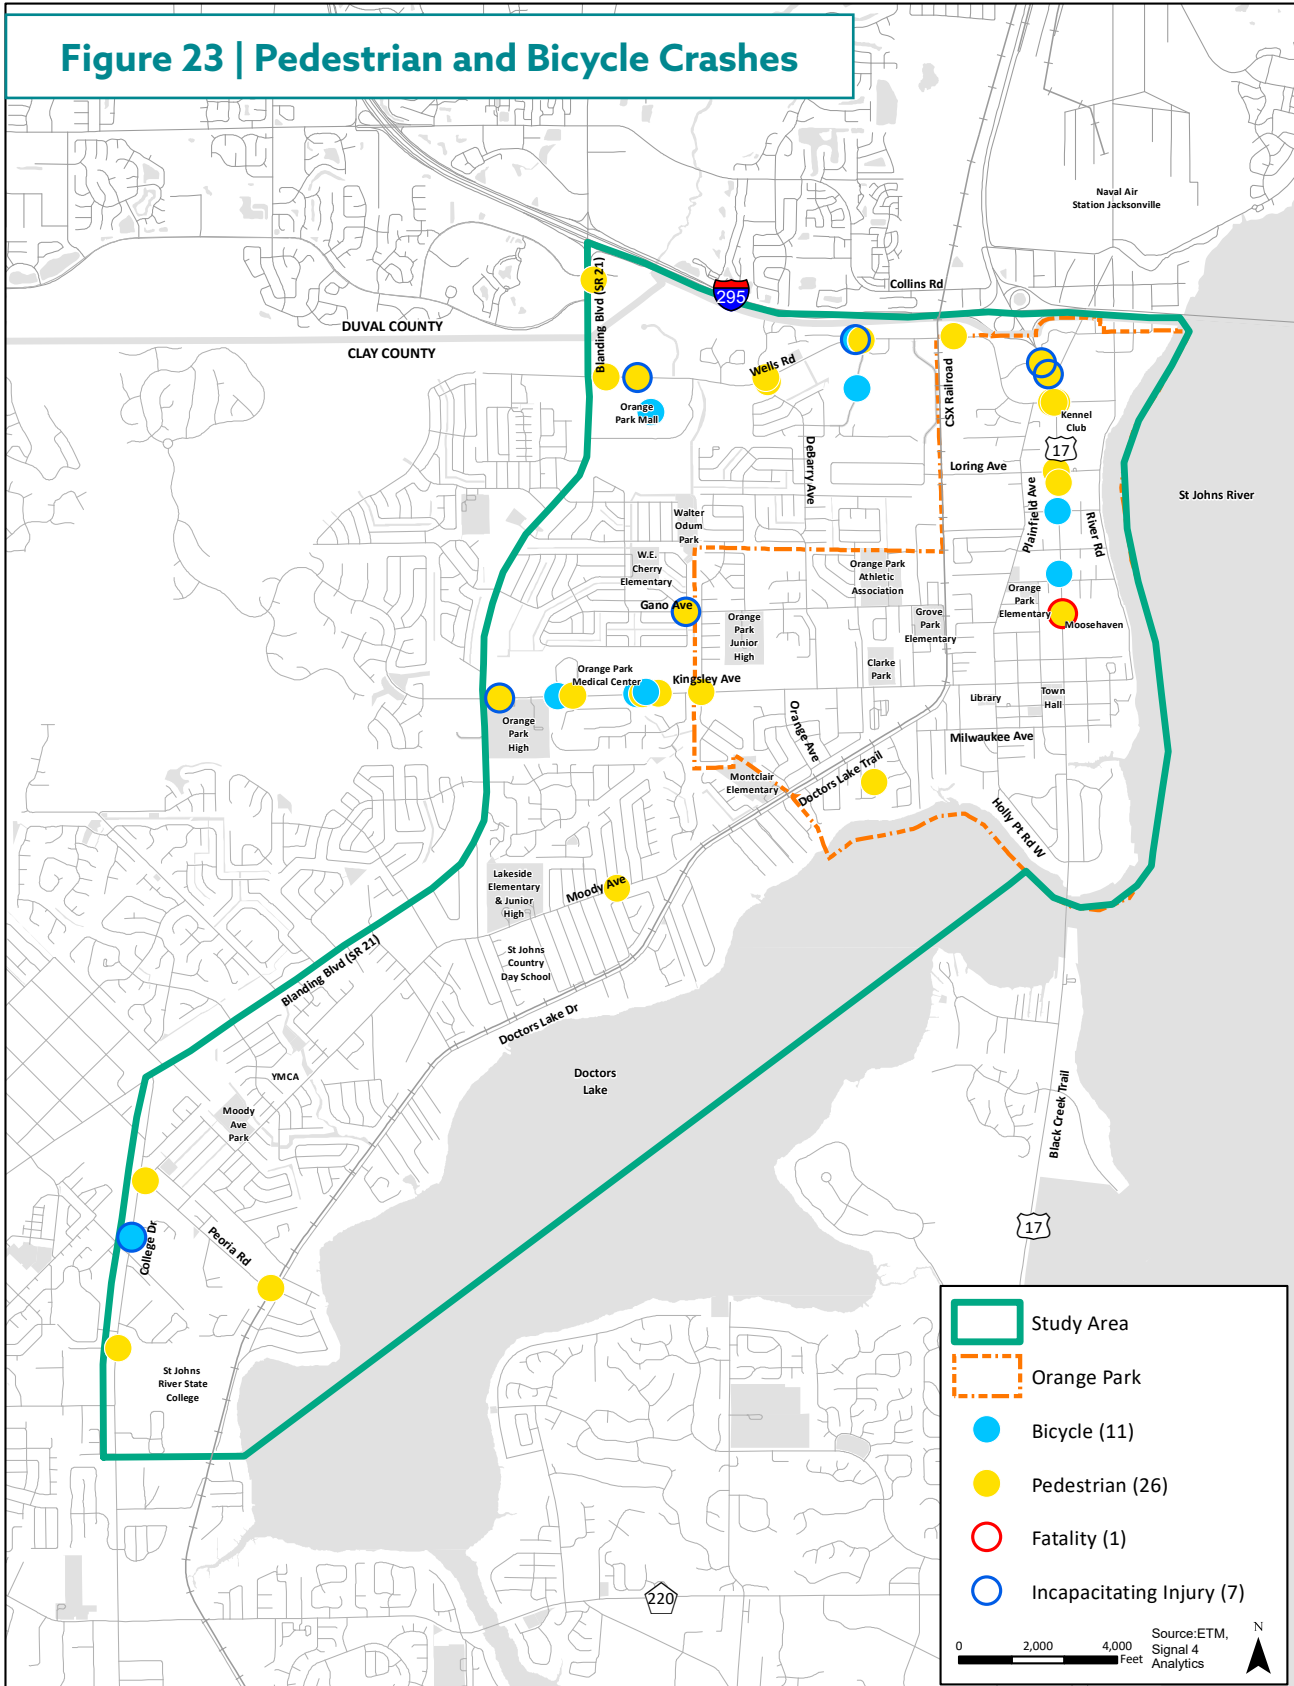 Figure 23 | Pedestrian and Bicycle Crashes
Naval Air
Station Jacksonville
Collins Rd
295
Blanding Blvd (SR 21)
DUVAL COUNTY
CLAY COUNTY
Wells Rd
CSX Railroad
Orange
Park Mall
Kennel
Club
17
DeBarry Ave
Loring Ave
Plainfield Ave
River Rd
St Johns River
Walter
Odum
Park
W.E.
Cherry
Elementary
Orange Park
Athletic
Association
Orange
Park
Elementary
Gano Ave
Orange
Park
Junior
High
Grove
Park
Elementary
Moosehaven
Orange Park
Medical Center
Kingsley Ave
Clarke
Park
Library
Town
Hall
Orange
Park
High
Orange Ave
Milwaukee Ave
Montclair
Elementary
Doctors Lake Trail
Holly Pt Rd W
Lakeside
Elementary
& Junior
High
Moody Ave
St Johns
Country
Day School
Blanding Blvd (SR 21)
Doctors Lake Dr
Doctors
Lake
YMCA
Moody
Ave
Park
Black Creek Trail
College Dr
Peoria Rd
17
St Johns
River State
College
220
Study Area
Orange Park
Bicycle (11)
Pedestrian (26)
Fatality (1)
Incapacitating Injury (7)
0 2,000 4,000
Feet
Source:ETM,
Signal 4
Analytics
N